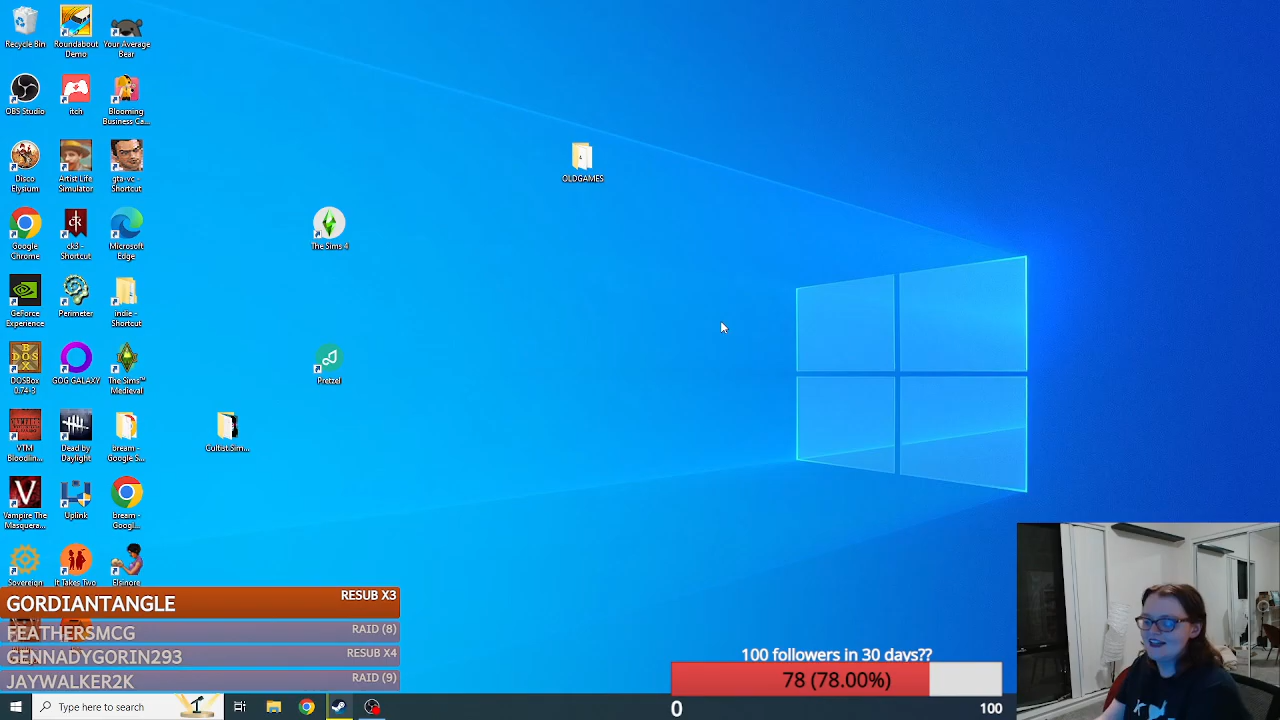 Recycle Bin
Roundabout
Demo
Your Average
Bear
OBS Studio
itch
Blooming
Business Ca...
Disco
Elysium
Artist Life
Simulator
gta-vc -
Shortcut
Google
Chrome
ck3 -
Shortcut
Microsoft
Edge
GeForce
Experience
Perimeter
indie -
Shortcut
DOSBox
0.74-3
GOG GALAXY
The Sims™
Medieval
VTM
Bloodlin...
Dead by
Daylight
bream -
Google S...
Vampire The
Masquera...
Uplink
bream -
Googl...
Sovereign
It Takes Two
Elsinore
OLDGAMES
The Sims 4
Pretzel
Cultist.Sim...
GORDIANTANGLE
RESUB X3
FEATHERSMCG
RAID (8)
GENNADYGORIN293
RESUB X4
JAYWALKER2K
RAID (9)
100 followers in 30 days??
78 (78.00%)
0
100
Type here to search